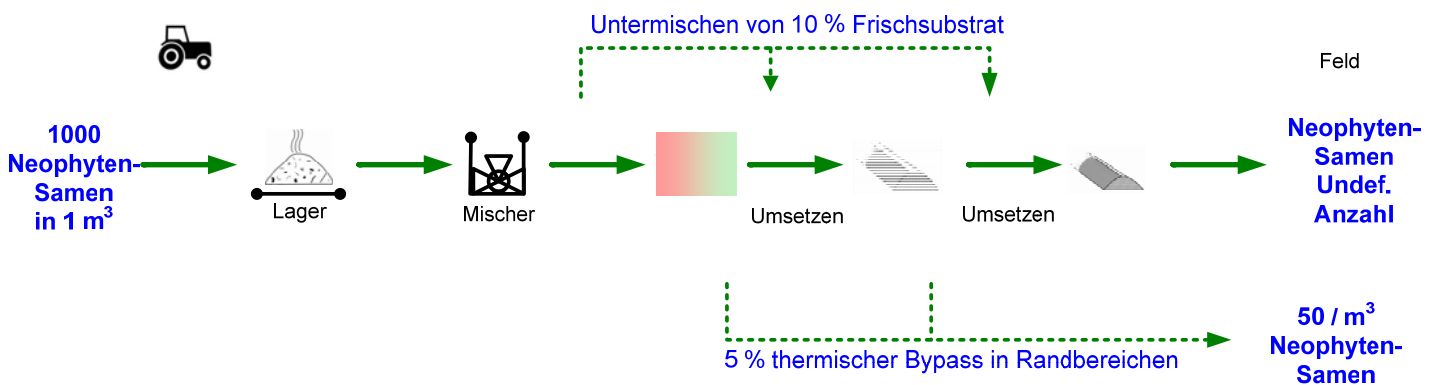 Untermischen von 10 % Frischsubstrat
Feld
1000
Neophyten-
Samen
in 1 m³
Lager
Mischer
Umsetzen
Umsetzen
Neophyten-
Samen
Undef.
Anzahl
5 % thermischer Bypass in Randbereichen
50 / m³
Neophyten-
Samen